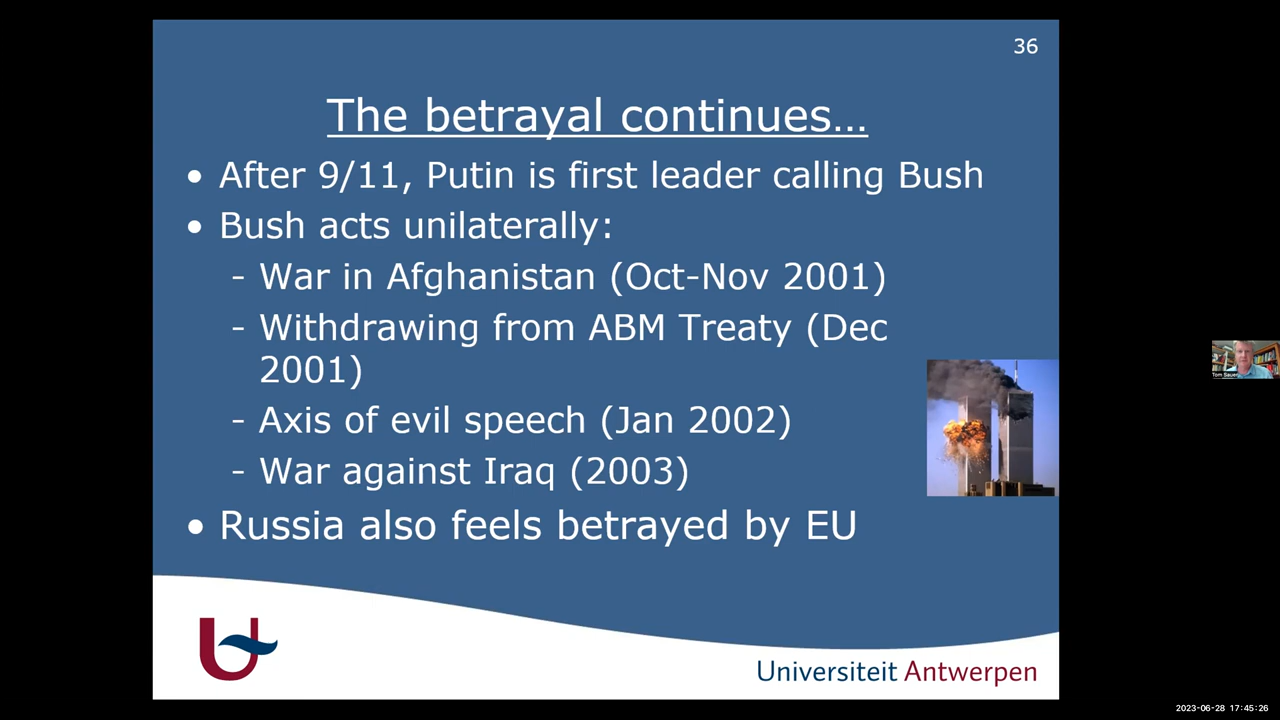 36
The betrayal continues…
• After 9/11, Putin is first leader calling Bush
• Bush acts unilaterally:
- War in Afghanistan (Oct-Nov 2001)
- Withdrawing from ABM Treaty (Dec
2001)
- Axis of evil speech (Jan 2002)
- War against Iraq (2003)
• Russia also feels betrayed by EU
Tom Sauer
Universiteit Antwerpen
2023-06-28 17:45:26